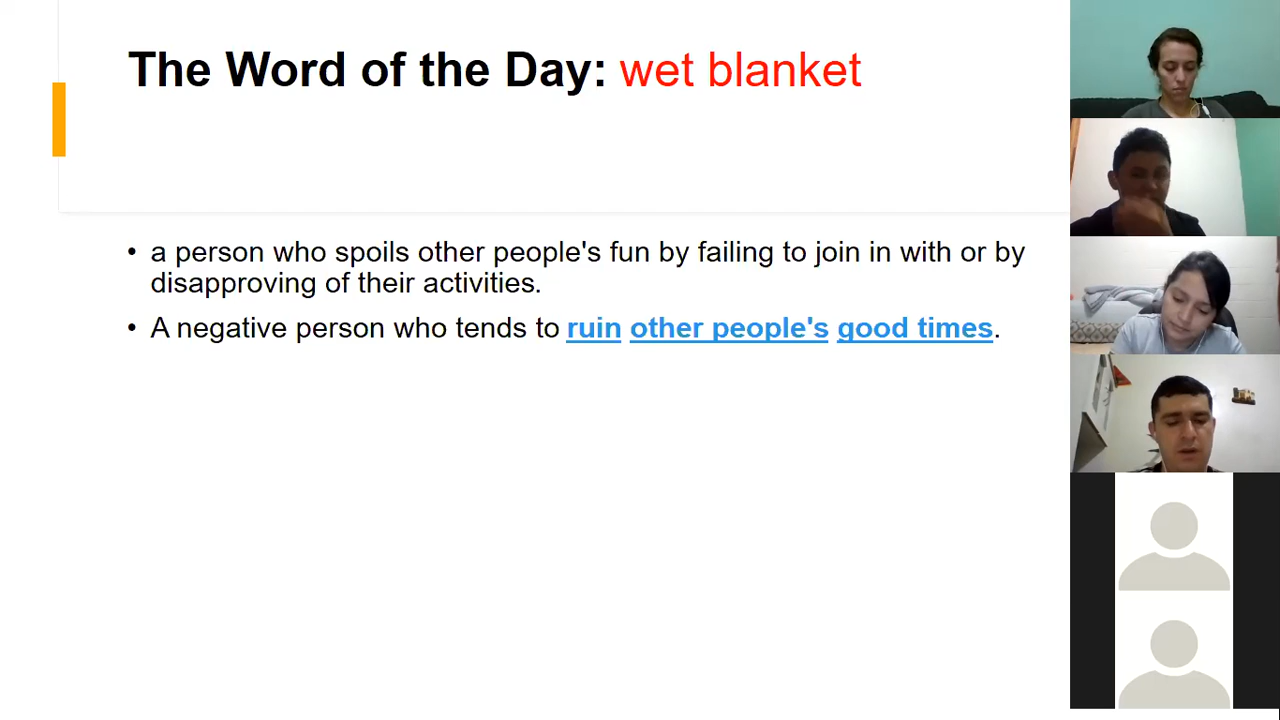 The Word of the Day: wet blanket
• a person who spoils other people's fun by failing to join in with or by
disapproving of their activities.
• A negative person who tends to ruin other people's good times.